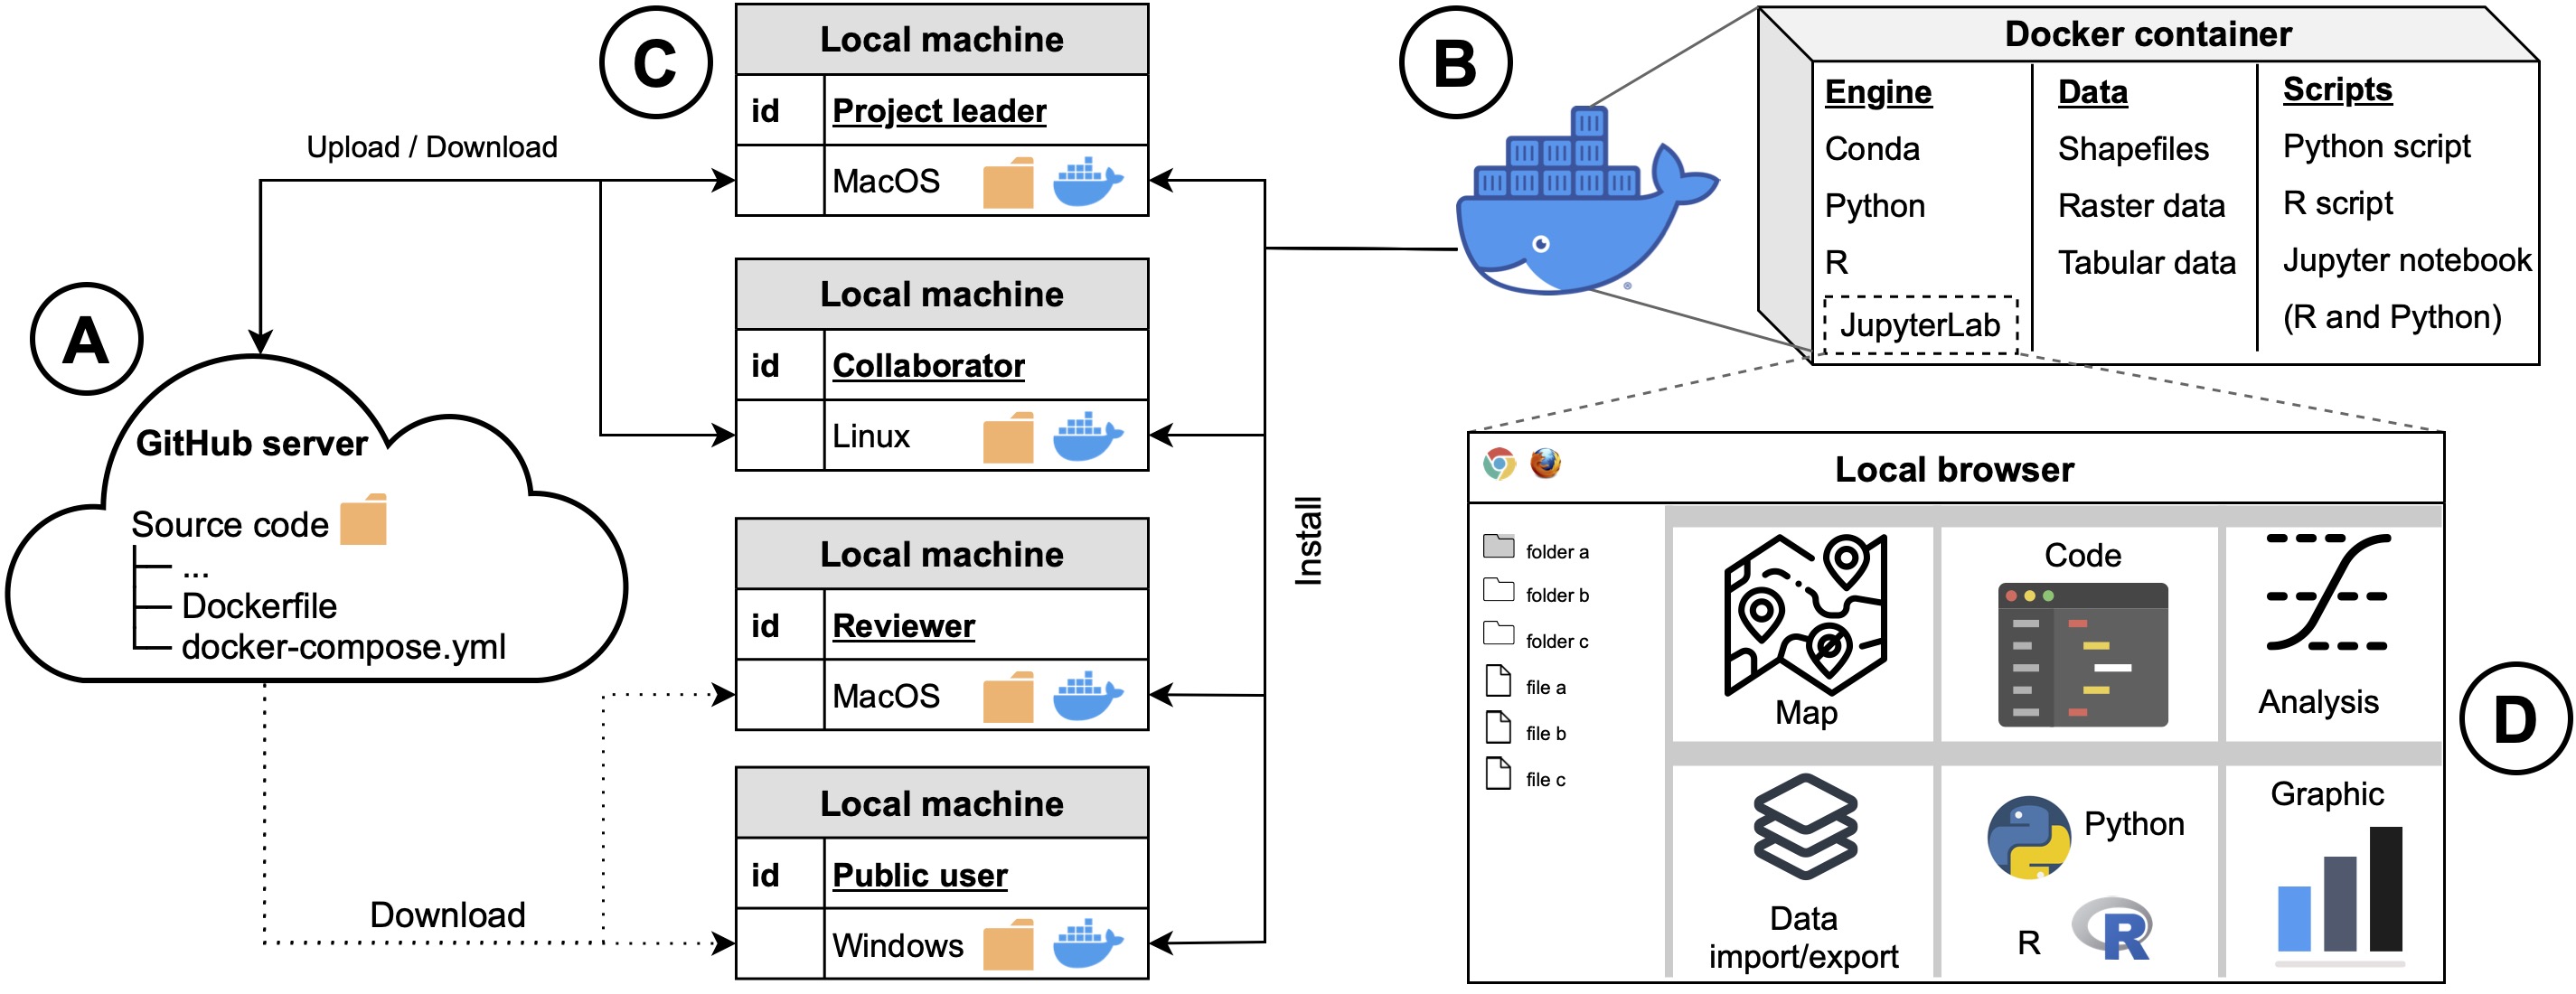 A
GitHub server
Source code
...
Dockerfile
docker-compose.yml
Upload / Download
Download
C
Local machine
id Project leader
MacOS
Local machine
id Collaborator
Linux
Local machine
id Reviewer
MacOS
Local machine
id Public user
Windows
Install
B
®
Docker container
Engine
Conda
Python
R
JupyterLab
Data
Shapefiles
Raster data
Tabular data
Scripts
Python script
R script
Jupyter notebook
(R and Python)
Local browser
folder a
folder b
folder c
file a
file b
file c
Map
Code
Analysis
Data
import/export
Python
R
R
Graphic
D